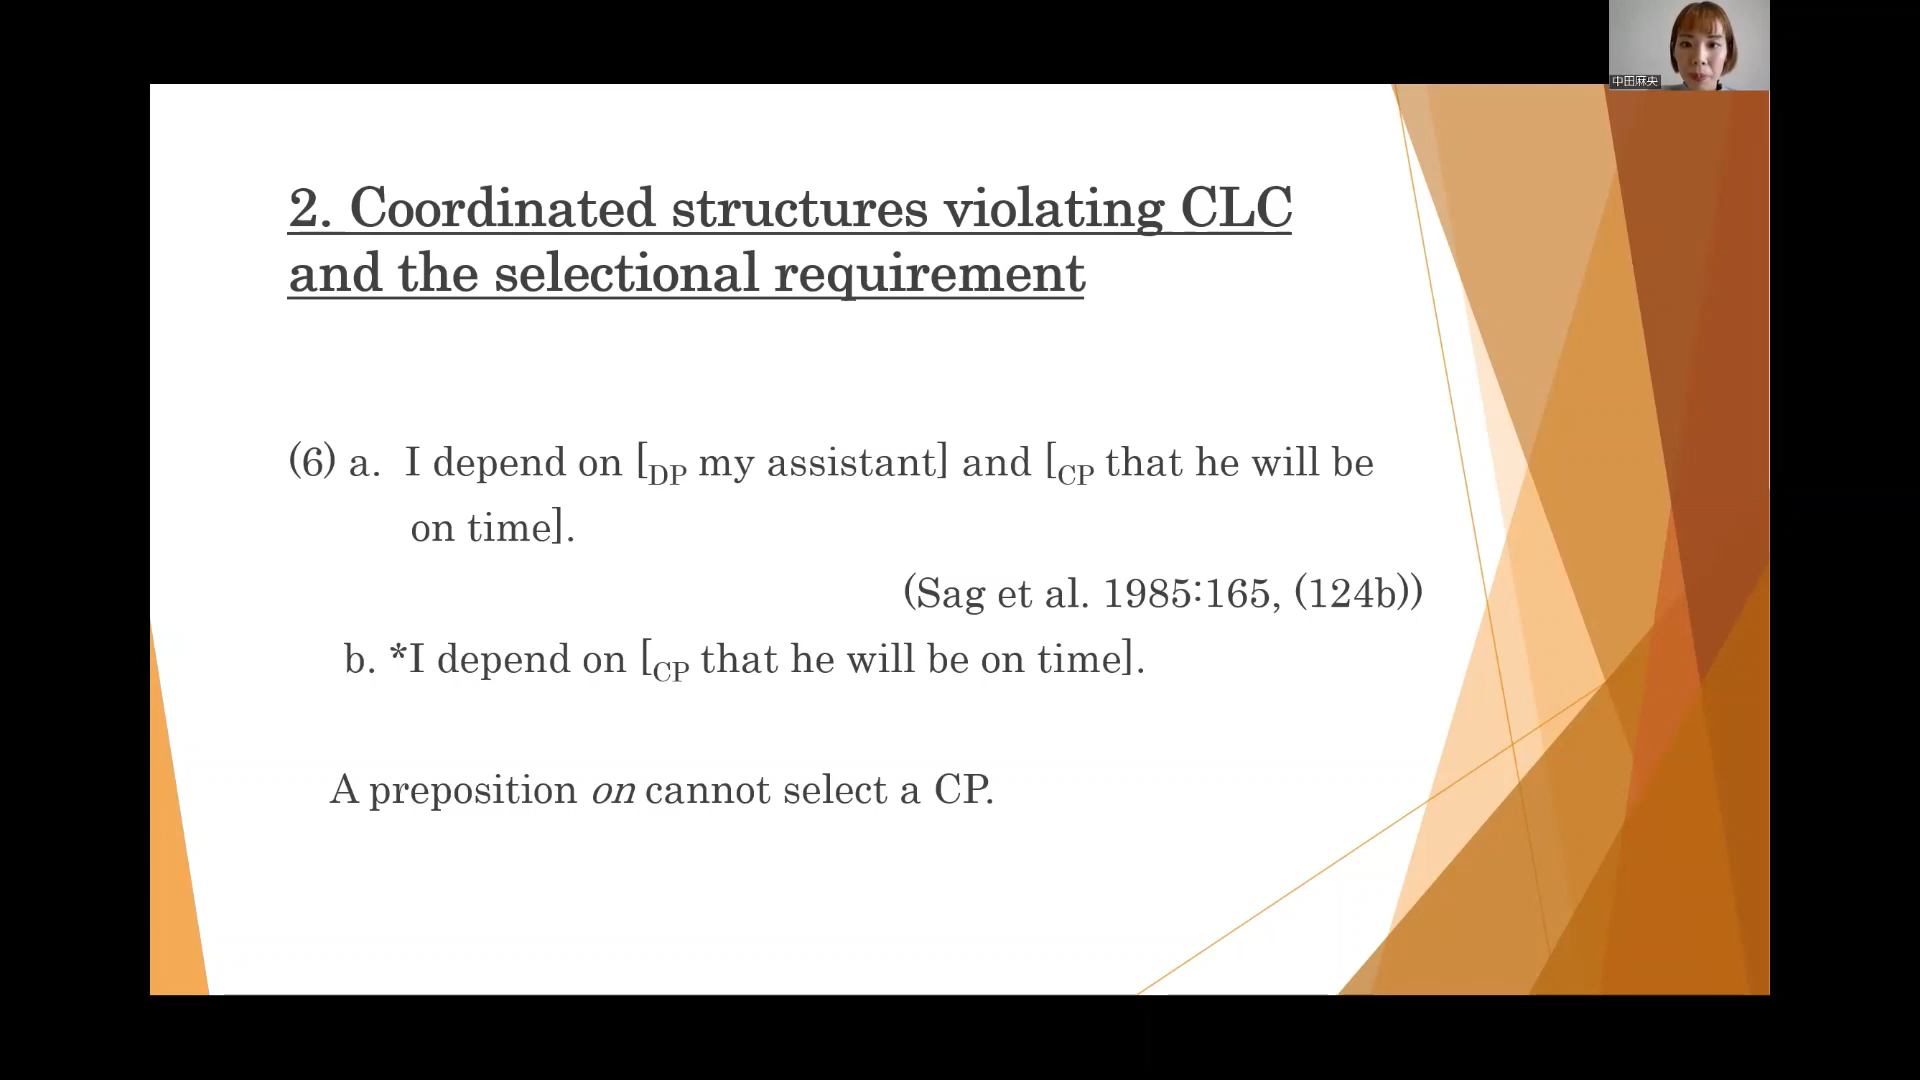 中田麻央
2. Coordinated structures violating CLC
and the selectional requirement
(6) a. I depend on [DP my assistant] and [CP that he will be
on time].
(Sag et al. 1985:165, (124b))
b. *I depend on [CP that he will be on time].
A preposition on cannot select a CP.